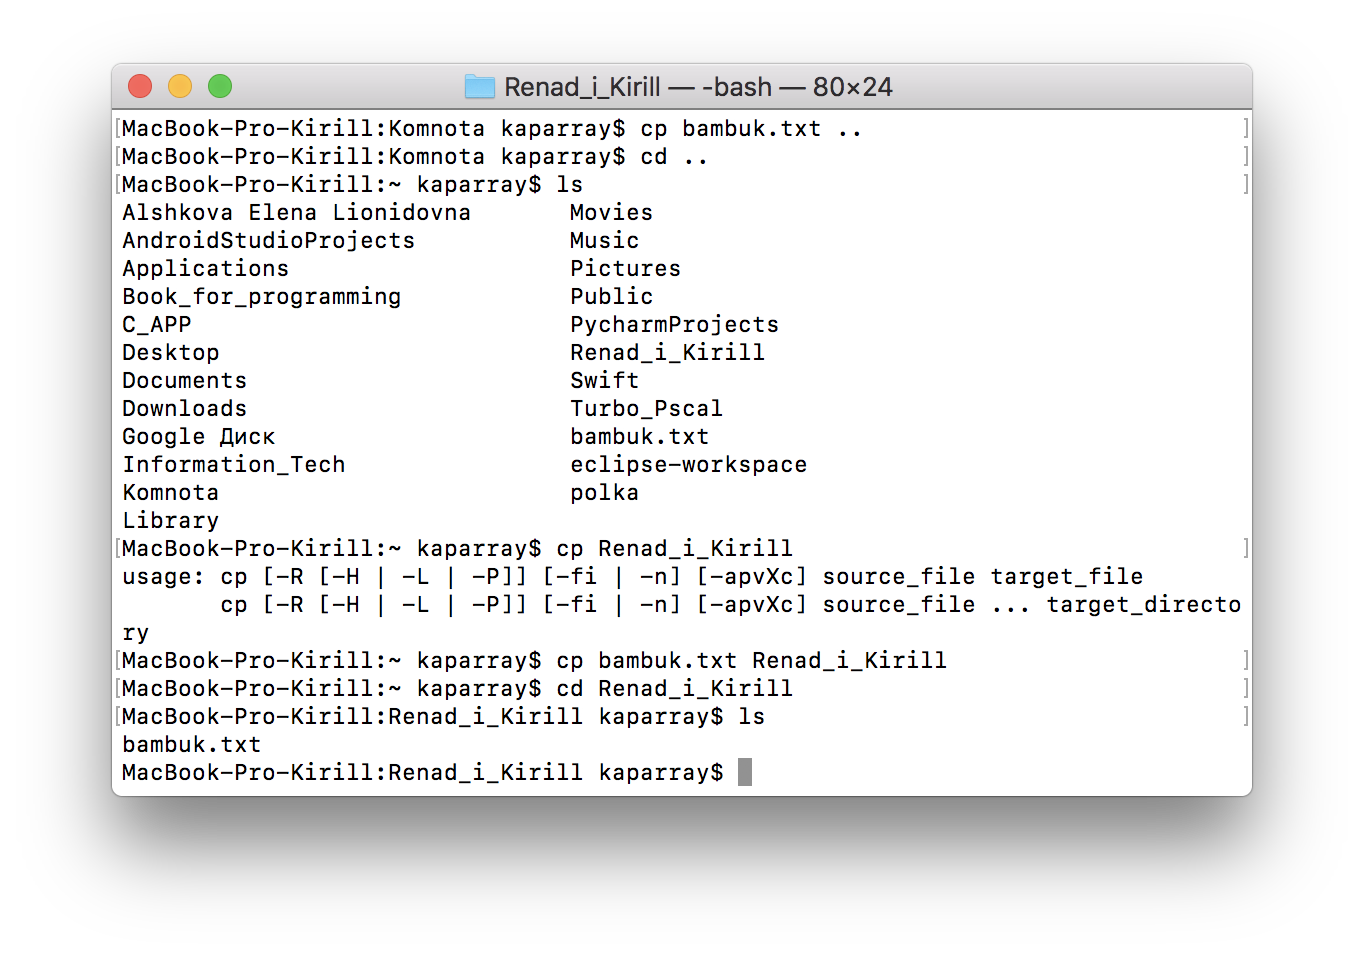 Renad_i_Kirill — -bash — 80×24
[MacBook-Pro-Kirill:Komnota kaparray$ cp bambuk.txt .. ]
[MacBook-Pro-Kirill:Komnota kaparray$ cd .. ]
[MacBook-Pro-Kirill:~ kaparray$ ls ]
Alshkova Elena Lionidovna Movies
AndroidStudioProjects Music
Applications Pictures
Book_for_programming Public
C_APP PycharmProjects
Desktop Renad_i_Kirill
Documents Swift
Downloads Turbo_Pscal
Google Диск bambuk.txt
Information_Tech eclipse-workspace
Komnota polka
Library
[MacBook-Pro-Kirill:~ kaparray$ cp Renad_i_Kirill ]
usage: cp [-R [-H | -L | -P]] [-fi | -n] [-apvXc] source_file target_file
cp [-R [-H | -L | -P]] [-fi | -n] [-apvXc] source_file ... target_directo
ry
[MacBook-Pro-Kirill:~ kaparray$ cp bambuk.txt Renad_i_Kirill ]
[MacBook-Pro-Kirill:~ kaparray$ cd Renad_i_Kirill ]
[MacBook-Pro-Kirill:Renad_i_Kirill kaparray$ ls ]
bambuk.txt
MacBook-Pro-Kirill:Renad_i_Kirill kaparray$